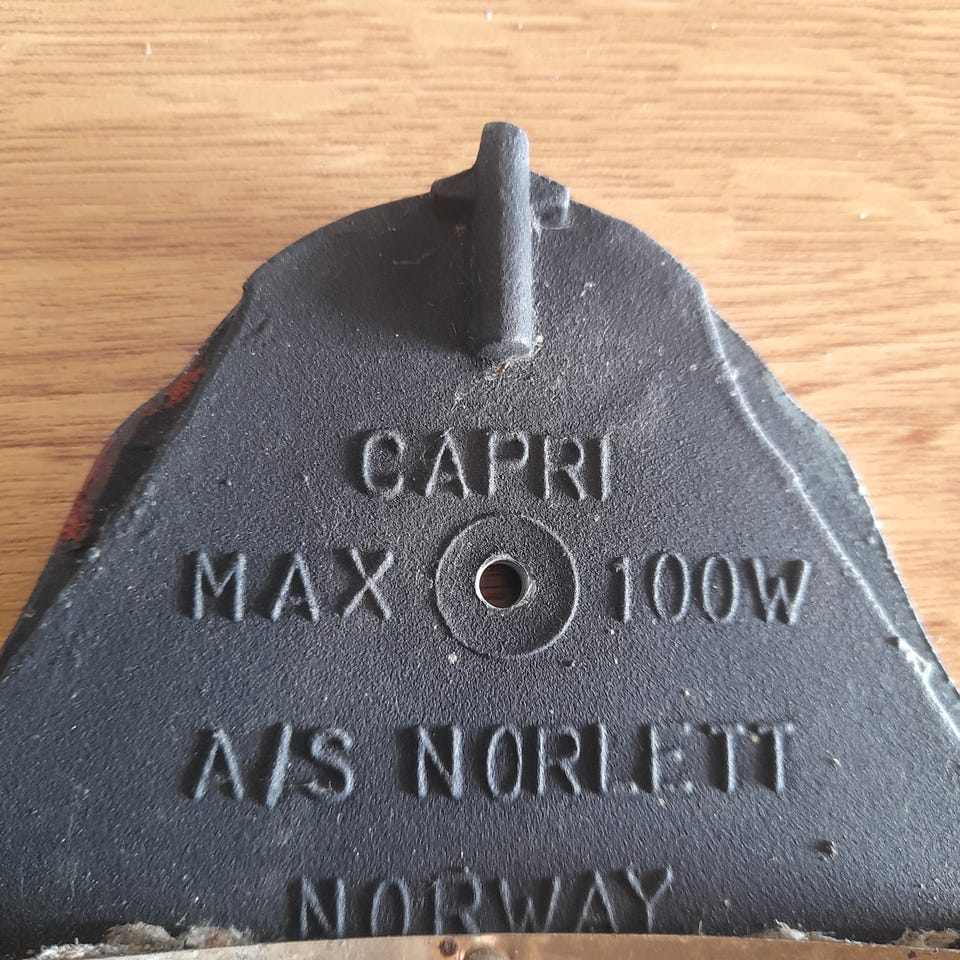 CAPRI
MAX 100W
A/S NORLETT
NORWAY